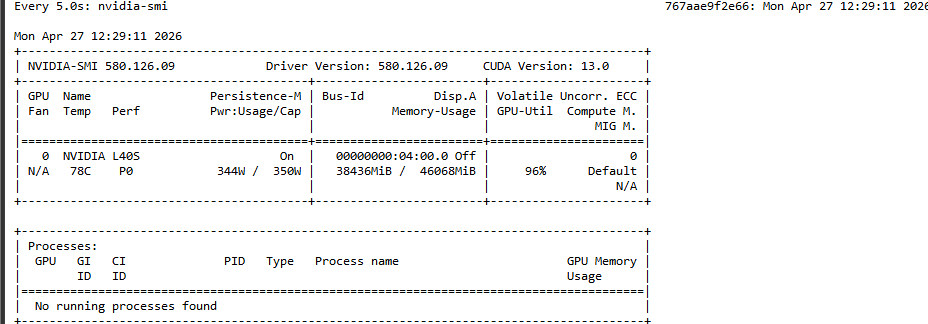 Every 5.0s: nvidia-smi 767aae9f2e66: Mon Apr 27 12:29:11 2026
Mon Apr 27 12:29:11 2026
+-----------------------------------------------------------------------------------------+
| NVIDIA-SMI 580.126.09             Driver Version: 580.126.09     CUDA Version: 13.0     |
+-----------------------------------------+------------------------+----------------------+
| GPU  Name                 Persistence-M | Bus-Id          Disp.A | Volatile Uncorr. ECC |
| Fan  Temp   Perf          Pwr:Usage/Cap |           Memory-Usage | GPU-Util  Compute M. |
|                                         |                        |               MIG M. |
|=========================================+========================+======================|
|   0  NVIDIA L40S                    On  |   00000000:04:00.0 Off |                    0 |
| N/A   78C    P0            344W /  350W |   38436MiB /  46068MiB |     96%      Default |
|                                         |                        |                  N/A |
+-----------------------------------------+------------------------+----------------------+
+-----------------------------------------------------------------------------------------+
| Processes:                                                                              |
|  GPU   GI   CI              PID   Type   Process name                        GPU Memory |
|        ID   ID                                                               Usage      |
|=========================================================================================|
|  No running processes found                                                             |
+-----------------------------------------------------------------------------------------+